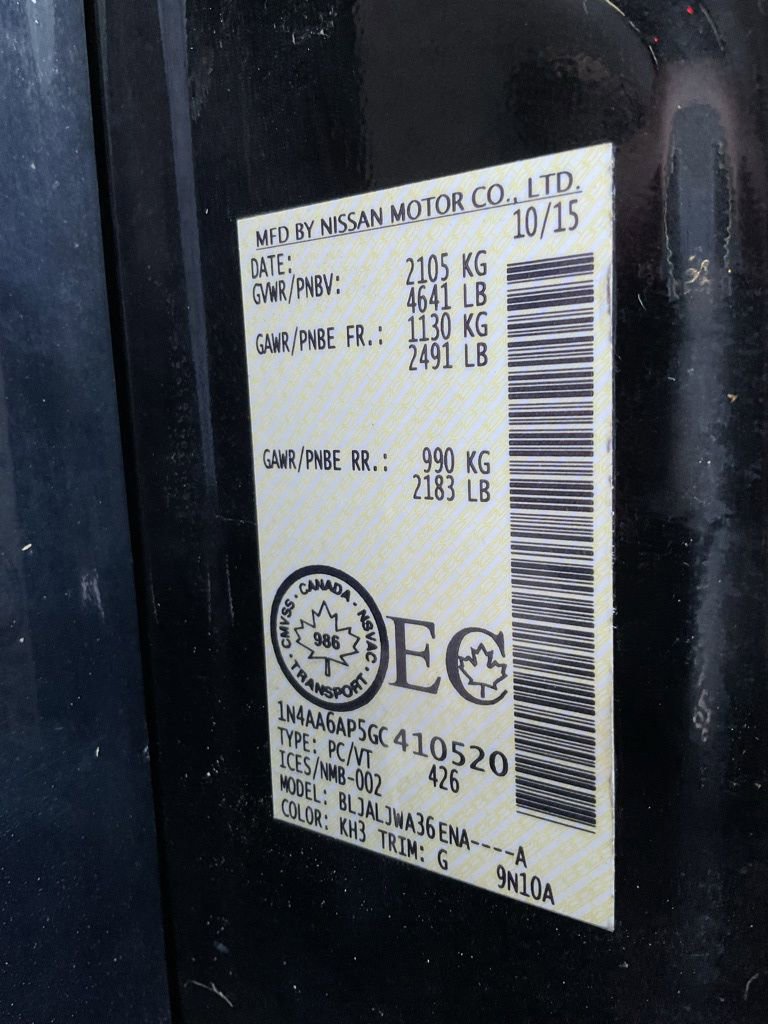 MFD BY NISSAN MOTOR CO., LTD.
DATE: 10/15
GVWR/PNBV: 2105 KG
4641 LB
GAWR/PNBE FR.: 1130 KG
2491 LB
GAWR/PNBE RR.: 990 KG
2183 LB
CMVSS · CANADA · NSVAC · TRANSPORT ·
986
EC
1N4AA6AP5GC410520
TYPE: PC/VT 426
ICES/NMB-002
MODEL: BLJALJWA36ENA----A
COLOR: KH3 TRIM: G 9N10A